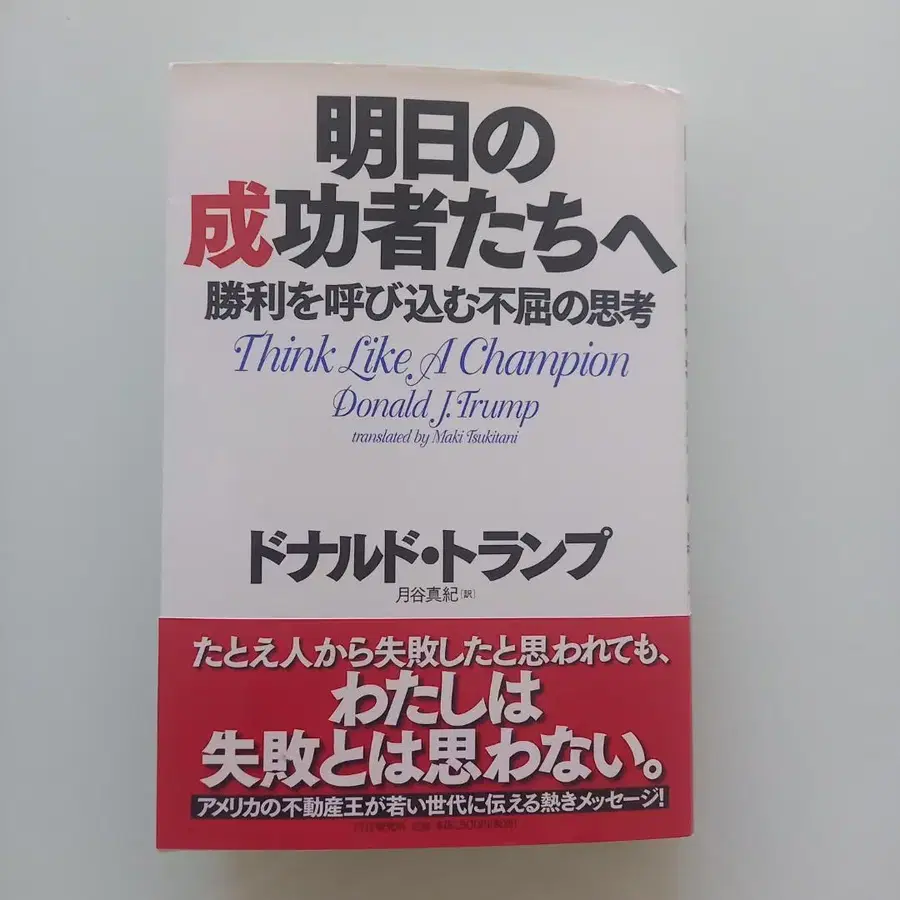 明日の
成功者たちへ
勝利を呼び込む不屈の思考
Think Like A Champion
Donald J. Trump
translated by Maki Tsukitani
ドナルド・トランプ
月谷真紀[訳]
たとえ人から失敗したと思われても、
わたしは
失敗とは思わない。
アメリカの不動産王が若い世代に伝える熱きメッセージ!